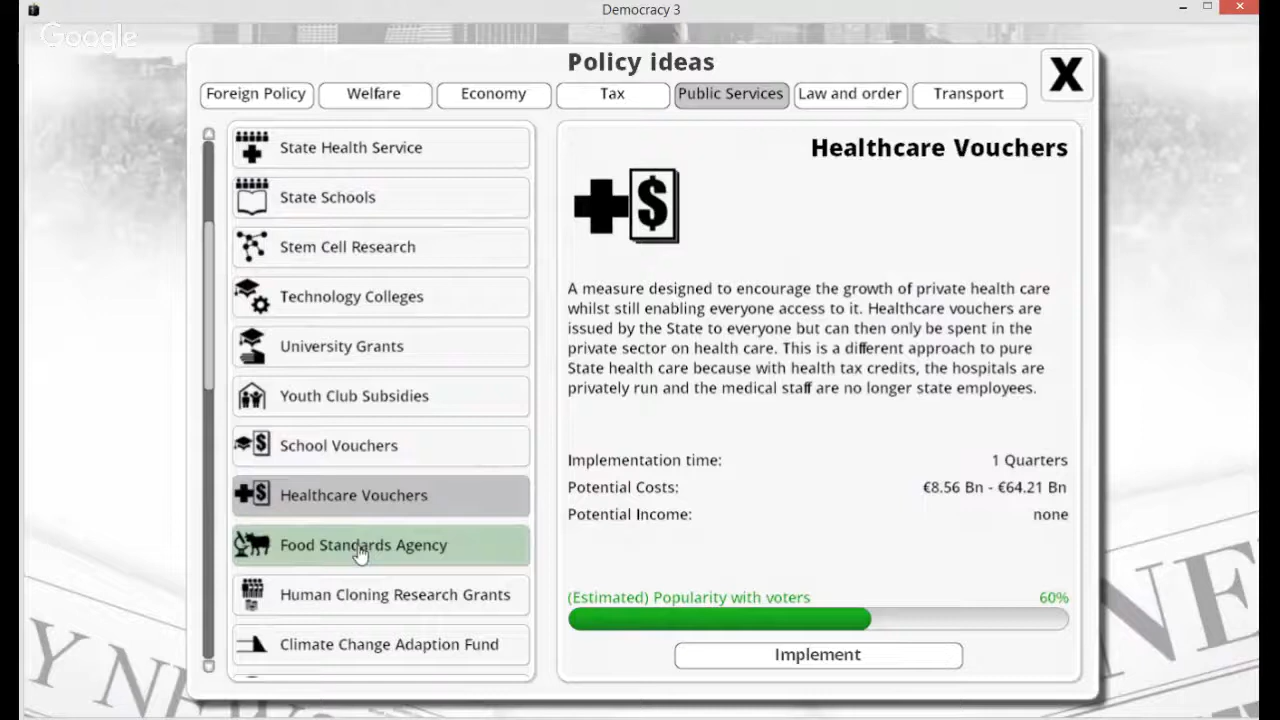 Democracy 3
Google
Policy ideas
X
Foreign Policy
Welfare
Economy
Tax
Public Services
Law and order
Transport
State Health Service
State Schools
Stem Cell Research
Technology Colleges
University Grants
Youth Club Subsidies
School Vouchers
Healthcare Vouchers
Food Standards Agency
Human Cloning Research Grants
Climate Change Adaption Fund
Healthcare Vouchers
$
A measure designed to encourage the growth of private health care
whilst still enabling everyone access to it. Healthcare vouchers are
issued by the State to everyone but can then only be spent in the
private sector on health care. This is a different approach to pure
State health care because with health tax credits, the hospitals are
privately run and the medical staff are no longer state employees.
Implementation time: 1 Quarters
Potential Costs: €8.56 Bn - €64.21 Bn
Potential Income: none
(Estimated) Popularity with voters 60%
Implement